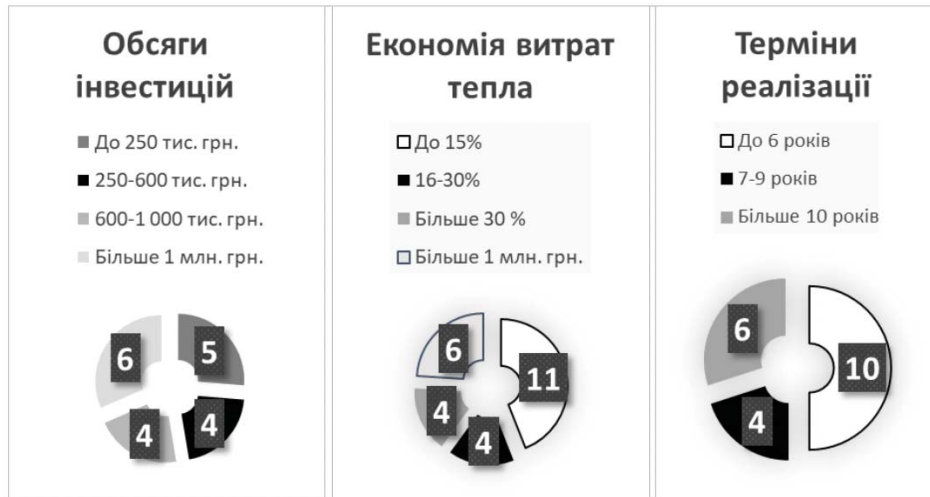 Обсяги
інвестицій
До 250 тис. грн.
250-600 тис. грн.
600-1 000 тис. грн.
Більше 1 млн. грн.
6
5
4
4
Економія витрат
тепла
До 15%
16-30%
Більше 30 %
Більше 1 млн. грн.
6
11
4
4
Терміни
реалізації
До 6 років
7-9 років
Більше 10 років
6
10
4